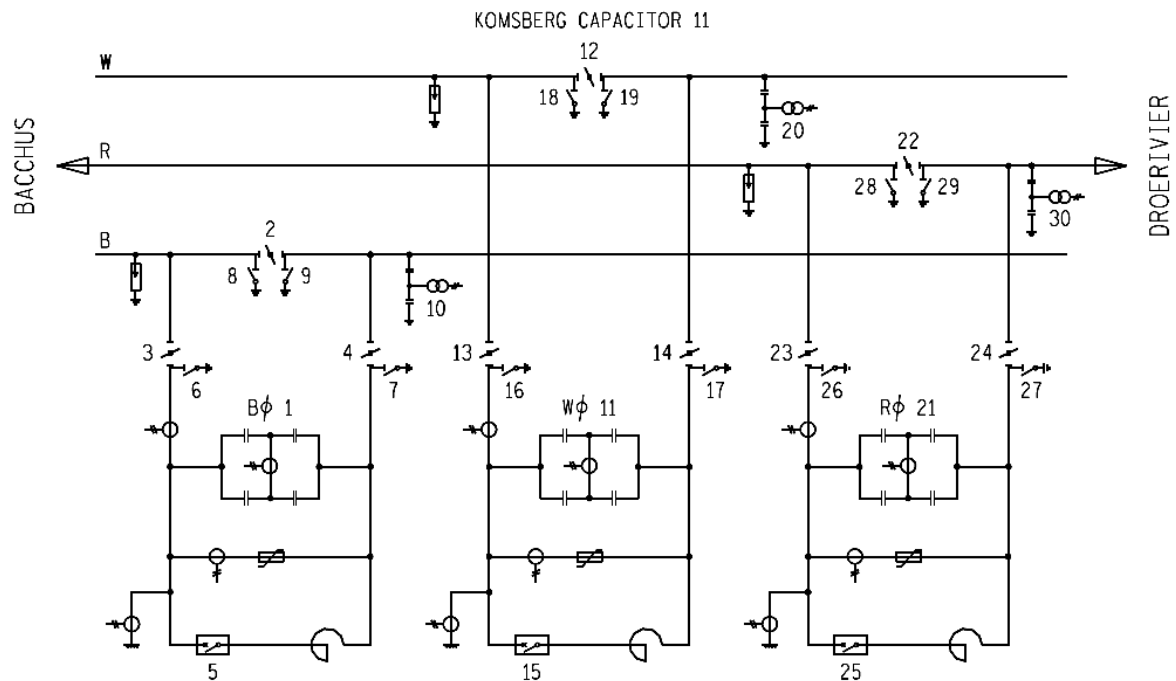 KOMSBERG CAPACITOR 11
W
12
18 19
20
BACCHUS
R
22
28 29
30
DROERIVIER
B
2
8 9
10
3 4 13 14 23 24
6 7 16 17 26 27
Bϕ 1 Wϕ 11 Rϕ 21
5 15 25